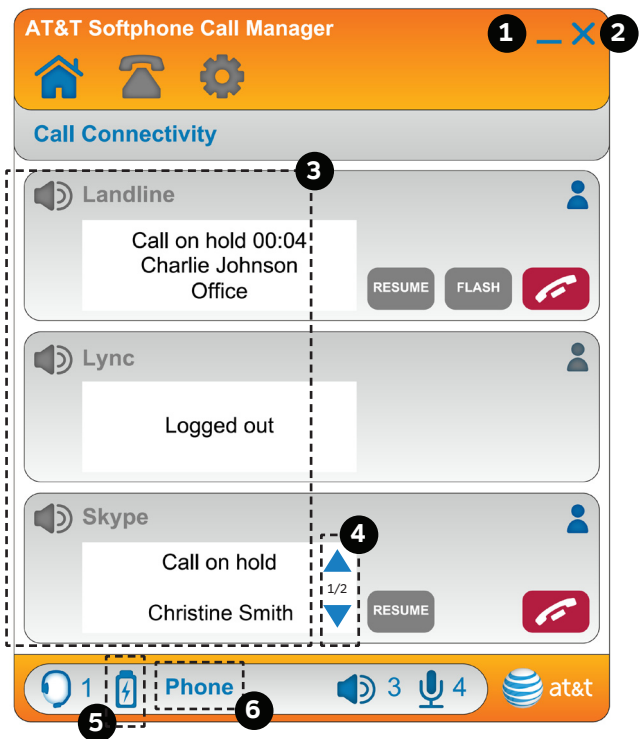 AT&T Softphone Call Manager
1
2
Call Connectivity
3
Landline
Call on hold 00:04
Charlie Johnson
Office
RESUME
FLASH
Lync
Logged out
Skype
4
Call on hold
1/2
Christine Smith
RESUME
1
Phone
3
4
at&t
5
6